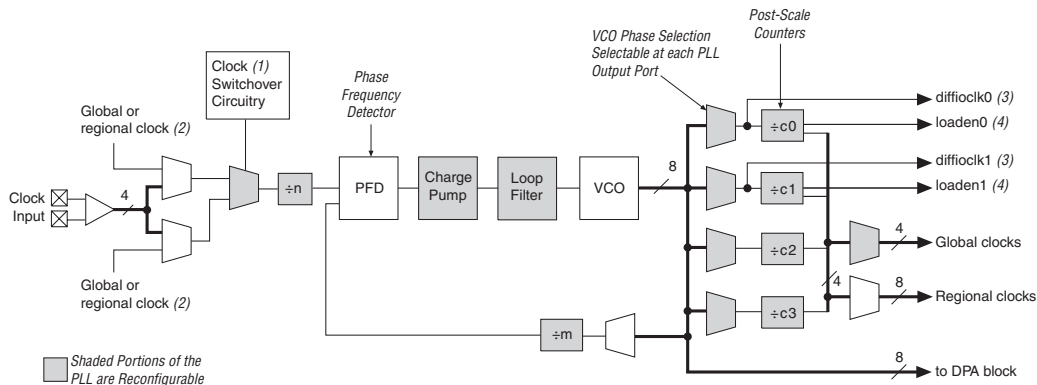 Post-Scale
Counters
VCO Phase Selection
Selectable at each PLL
Output Port
Clock (1)
Switchover
Circuitry
Phase
Frequency
Detector
Global or
regional clock (2)
diffioclk0 (3)
loaden0 (4)
÷c0
diffioclk1 (3)
loaden1 (4)
÷c1
8
4
Clock
Input
÷n
PFD
Charge
Pump
Loop
Filter
VCO
÷c2
4
Global clocks
Global or
regional clock (2)
4
8
Regional clocks
÷c3
÷m
8
to DPA block
Shaded Portions of the
PLL are Reconfigurable